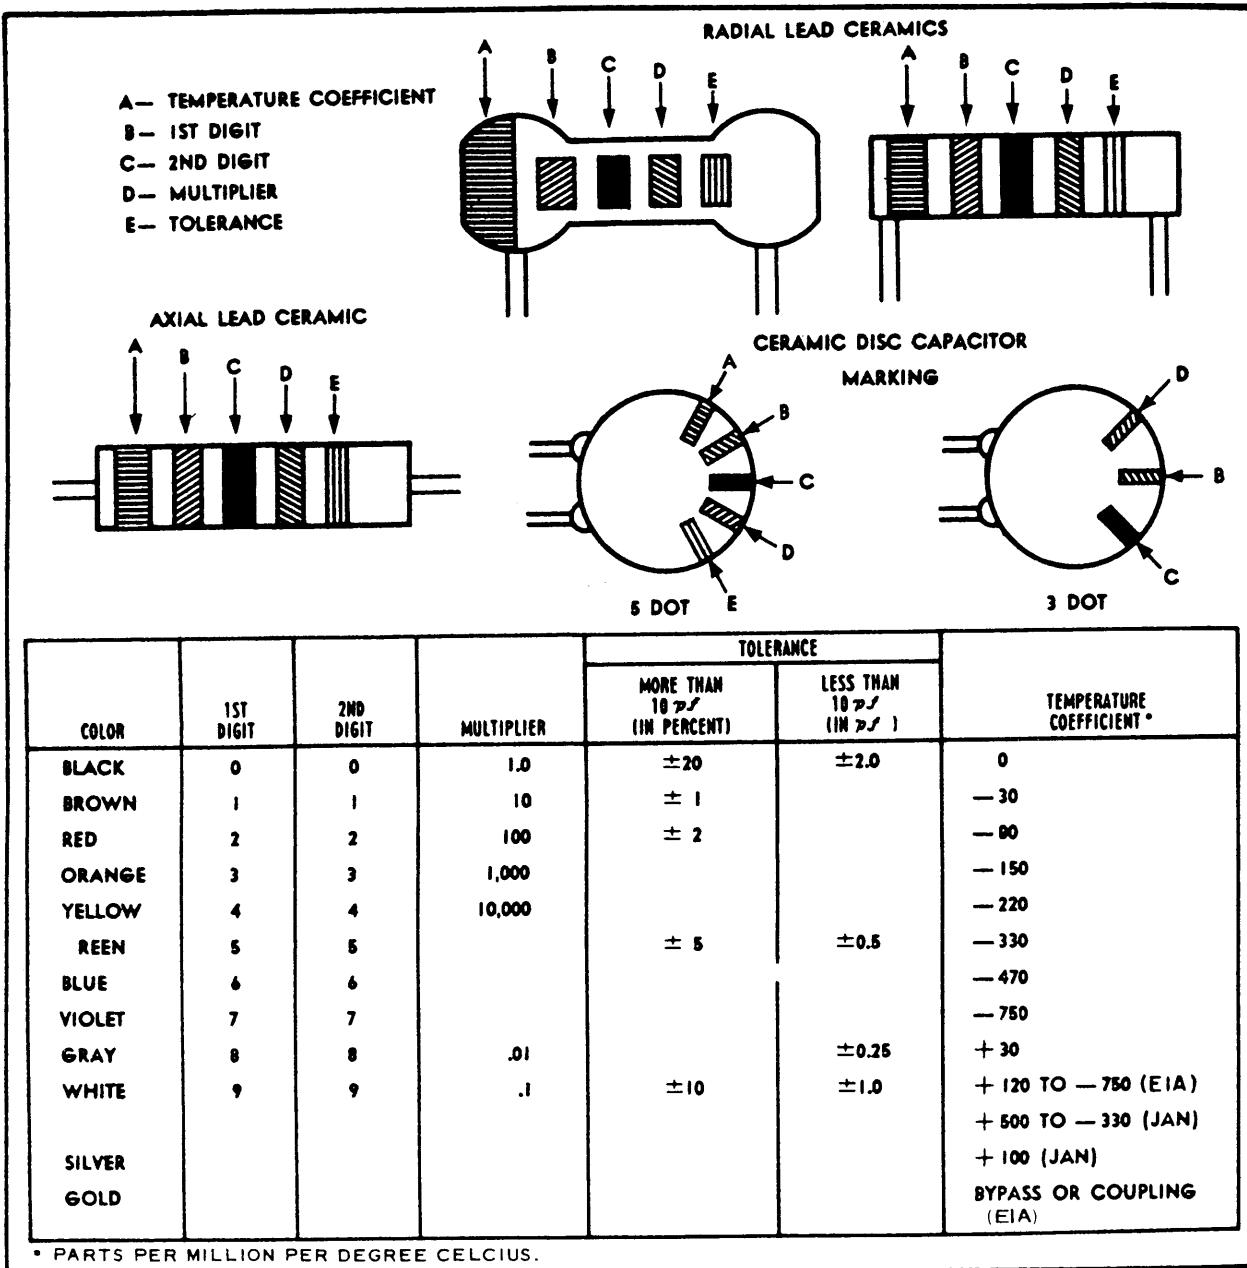 RADIAL LEAD CERAMICS
A B C D E
A B C D E
A— TEMPERATURE COEFFICIENT
B— 1ST DIGIT
C— 2ND DIGIT
D— MULTIPLIER
E— TOLERANCE
AXIAL LEAD CERAMIC
A B C D E
CERAMIC DISC CAPACITOR
MARKING
A
B
C
D
E
5 DOT
D
B
C
3 DOT
COLOR
1ST
DIGIT
2ND
DIGIT
MULTIPLIER
TOLERANCE
MORE THAN
10 pf
(IN PERCENT)
LESS THAN
10 pf
(IN pf )
TEMPERATURE
COEFFICIENT*
BLACK 0 0 1.0 ±20 ±2.0 0
BROWN 1 1 10 ± 1 —30
RED 2 2 100 ± 2 —80
ORANGE 3 3 1,000 —150
YELLOW 4 4 10,000 —220
REEN 5 5 ± 5 ±0.5 —330
BLUE 6 6 —470
VIOLET 7 7 —750
GRAY 8 8 .01 ±0.25 +30
WHITE 9 9 .1 ±10 ±1.0 + 120 TO — 750 (EIA)
+ 500 TO — 330 (JAN)
SILVER + 100 (JAN)
GOLD BYPASS OR COUPLING
(EIA)
* PARTS PER MILLION PER DEGREE CELCIUS.